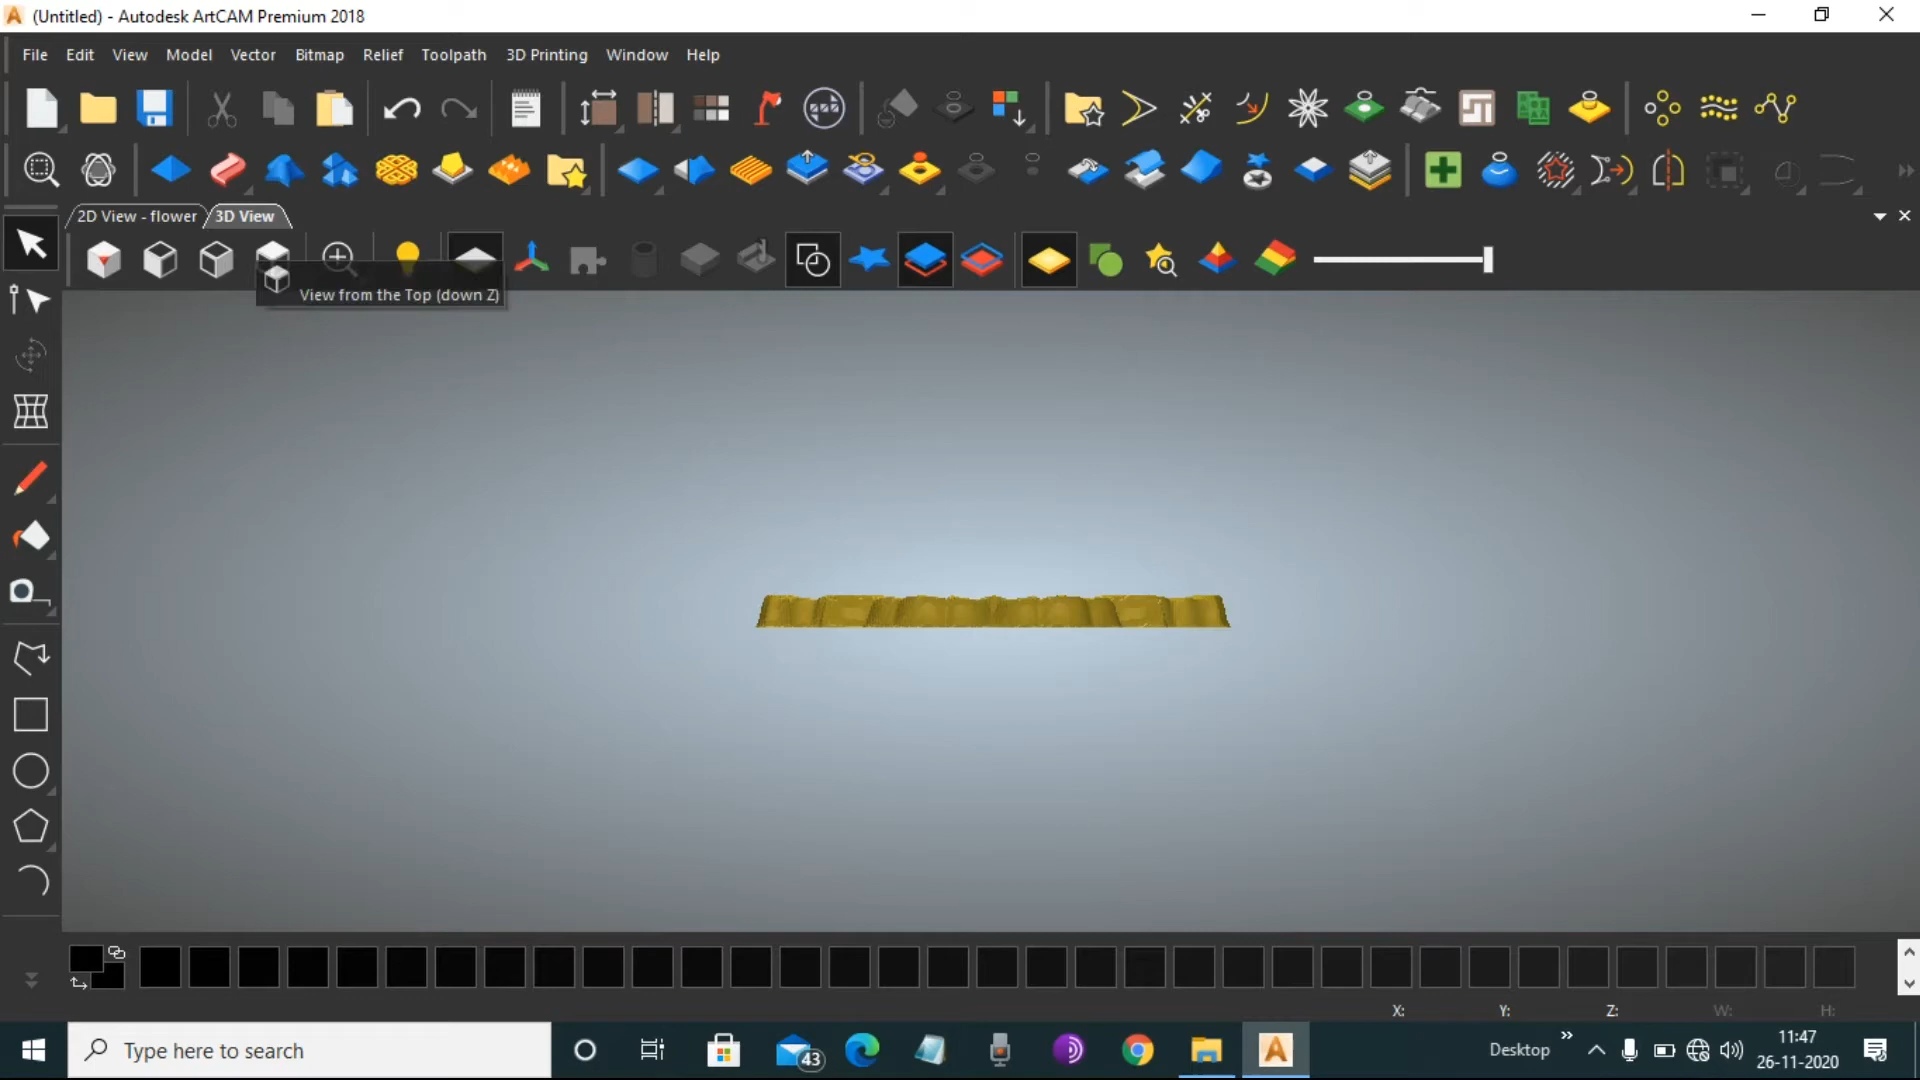 (Untitled) - Autodesk ArtCAM Premium 2018
File Edit View Model Vector Bitmap Relief Toolpath 3D Printing Window Help
2D View - flower 3D View
View from the Top (down Z)
X: Y: Z: W: H:
Type here to search
43
Desktop
11:47
26-11-2020